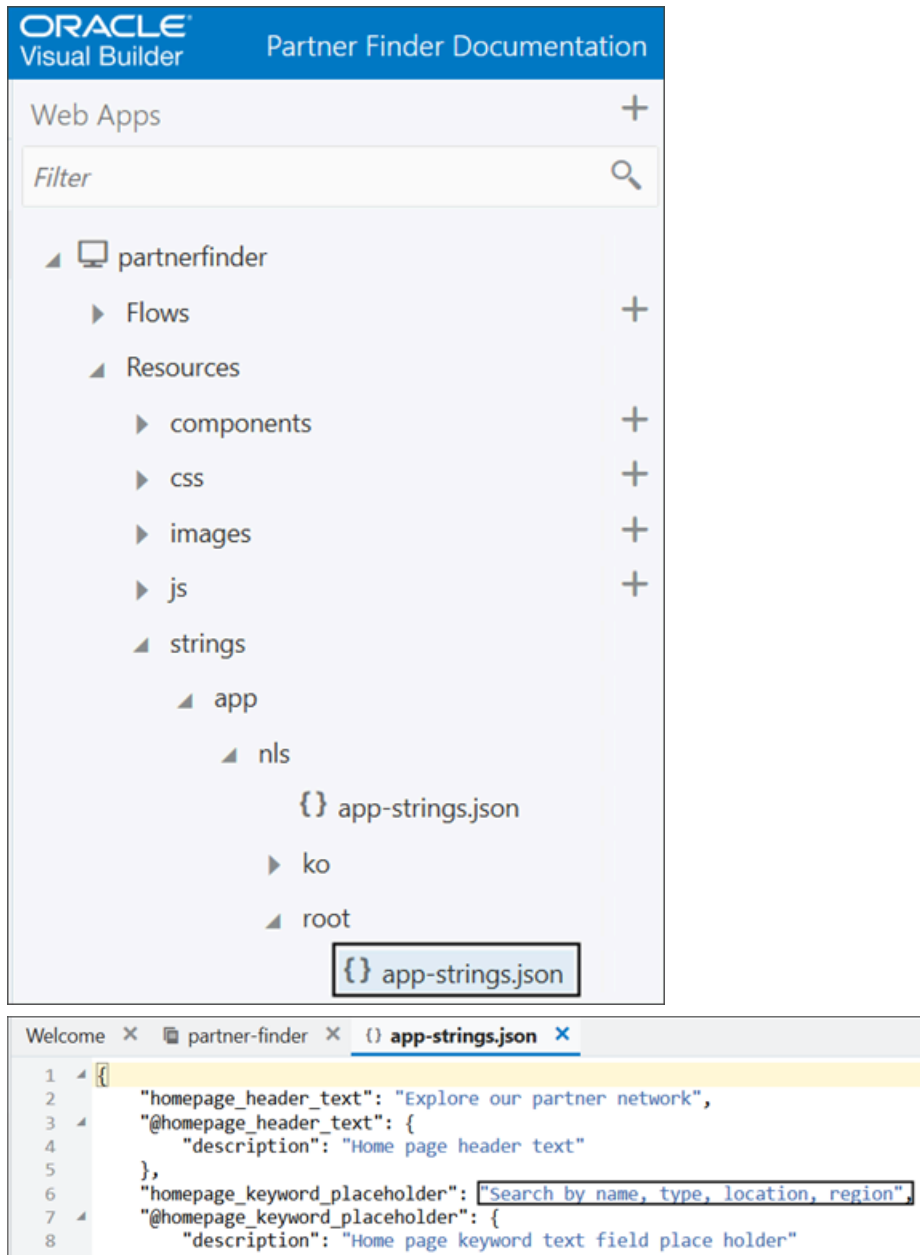 ORACLE
Visual Builder
Partner Finder Documentation
Web Apps
Filter
partnerfinder
Flows
Resources
components
css
images
js
strings
app
nls
{} app-strings.json
ko
root
{} app-strings.json
Welcome × partner-finder × {} app-strings.json ×
1 {
2 "homepage_header_text": "Explore our partner network",
3 "@homepage_header_text": {
4 "description": "Home page header text"
5 },
6 "homepage_keyword_placeholder": "Search by name, type, location, region",
7 "@homepage_keyword_placeholder": {
8 "description": "Home page keyword text field place holder"